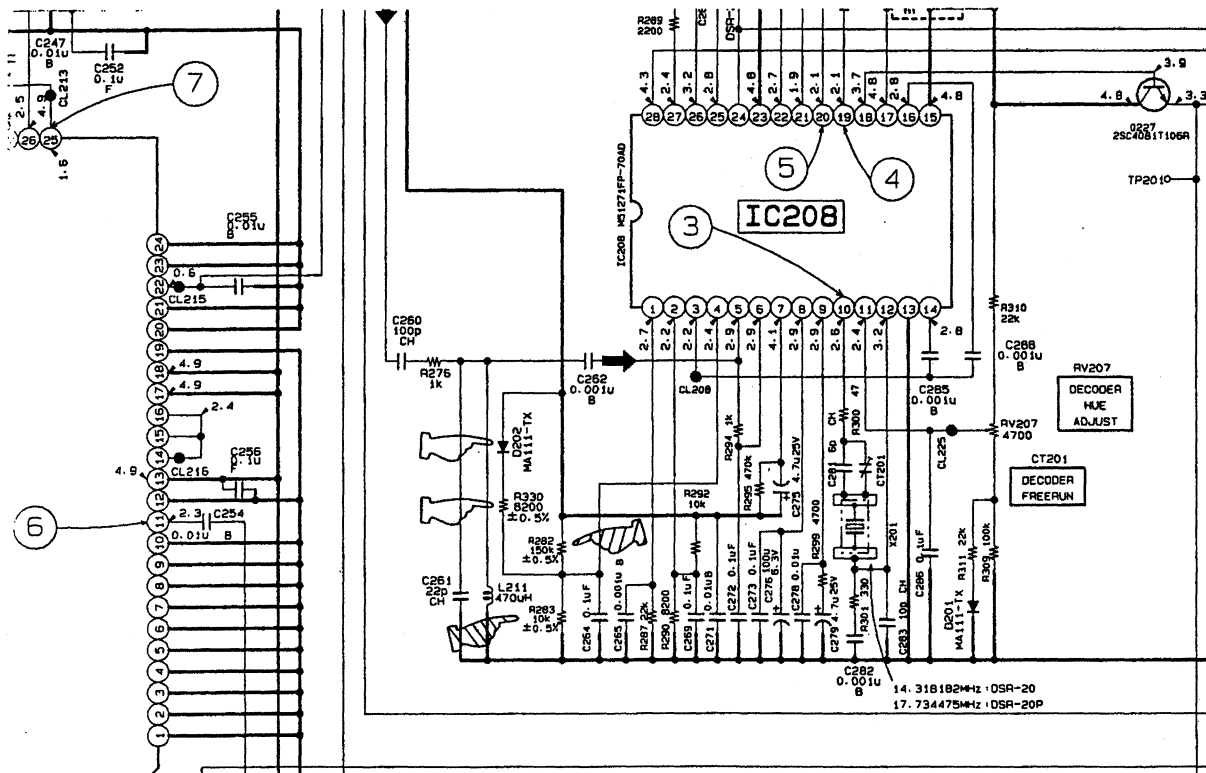 R289
2200
DSR-
C247
0.01u
B
C252
0.1u
F
CL213
7
2.5
4.9
26
25
1.6
4.3
2.4
3.2
2.8
4.8
2.7
1.9
2.1
2.1
3.7
4.8
2.8
4.8
3.9
4.8
3.3
Q227
2SC4081T106R
TP201
28
27
26
25
24
23
22
21
20
19
18
17
16
15
5
4
3
IC208
IC208 M51271FP-70AD
1
2
3
4
5
6
7
8
9
10
11
12
13
14
2.7
2.2
2.2
2.4
2.9
2.9
4.1
2.9
2.9
2.6
2.4
3.2
2.8
C255
0.01u
B
24
23
22
21
20
19
18
17
16
15
14
13
12
11
10
9
8
7
6
5
4
3
2
1
0.6
CL215
4.9
4.9
2.4
CL216
4.9
C256
0.1u
F
2.3
C254
0.01u
B
6
C260
100p
CH
R276
1k
C262
0.001u
B
CL208
D202
MA111-TX
R330
8200
±0.5%
R282
150k
±0.5%
R283
10k
±0.5%
C261
22p
CH
L211
470uH
C264 0.1uF
C265 0.001u B
R287 22k
R290 8200
R292
10k
C269 0.1uF
C271 0.01uB
R294 1k
C272 0.1uF
R295 470k
C273 0.1uF
C275 4.7u25V
C276 100u
6.3V
C278 0.01u
R299 4700
C279 4.7u25V
R300 47
C281 6p CH
CT201
X201
R301 330
C282
0.001u
B
C283 10p CH
C285
0.001u
B
C286 0.1uF
C288
0.001u
B
CL225
R310
22k
RV207
4700
R311 22k
R309 100k
D201
MA111-TX
RV207
DECODER
HUE
ADJUST
CT201
DECODER
FREERUN
14.318182MHz:DSR-20
17.734475MHz:DSR-20P